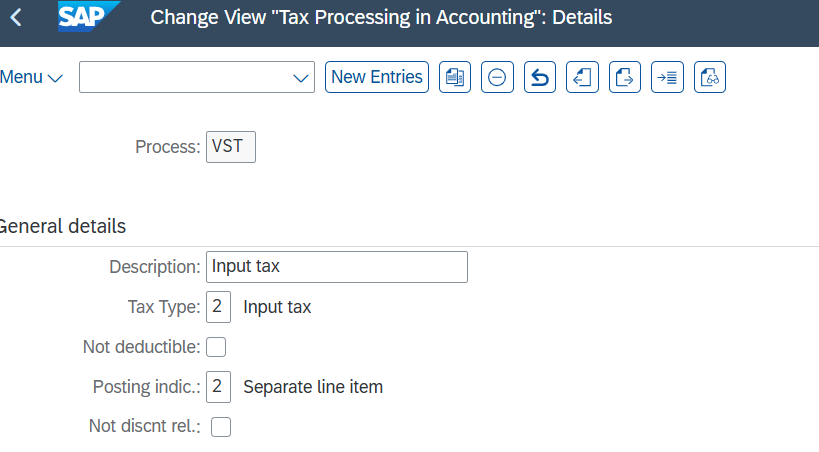 SAP Change View "Tax Processing in Accounting": Details
Menu New Entries
Process: VST
General details
Description: Input tax
Tax Type: 2 Input tax
Not deductible:
Posting indic.: 2 Separate line item
Not discnt rel.: